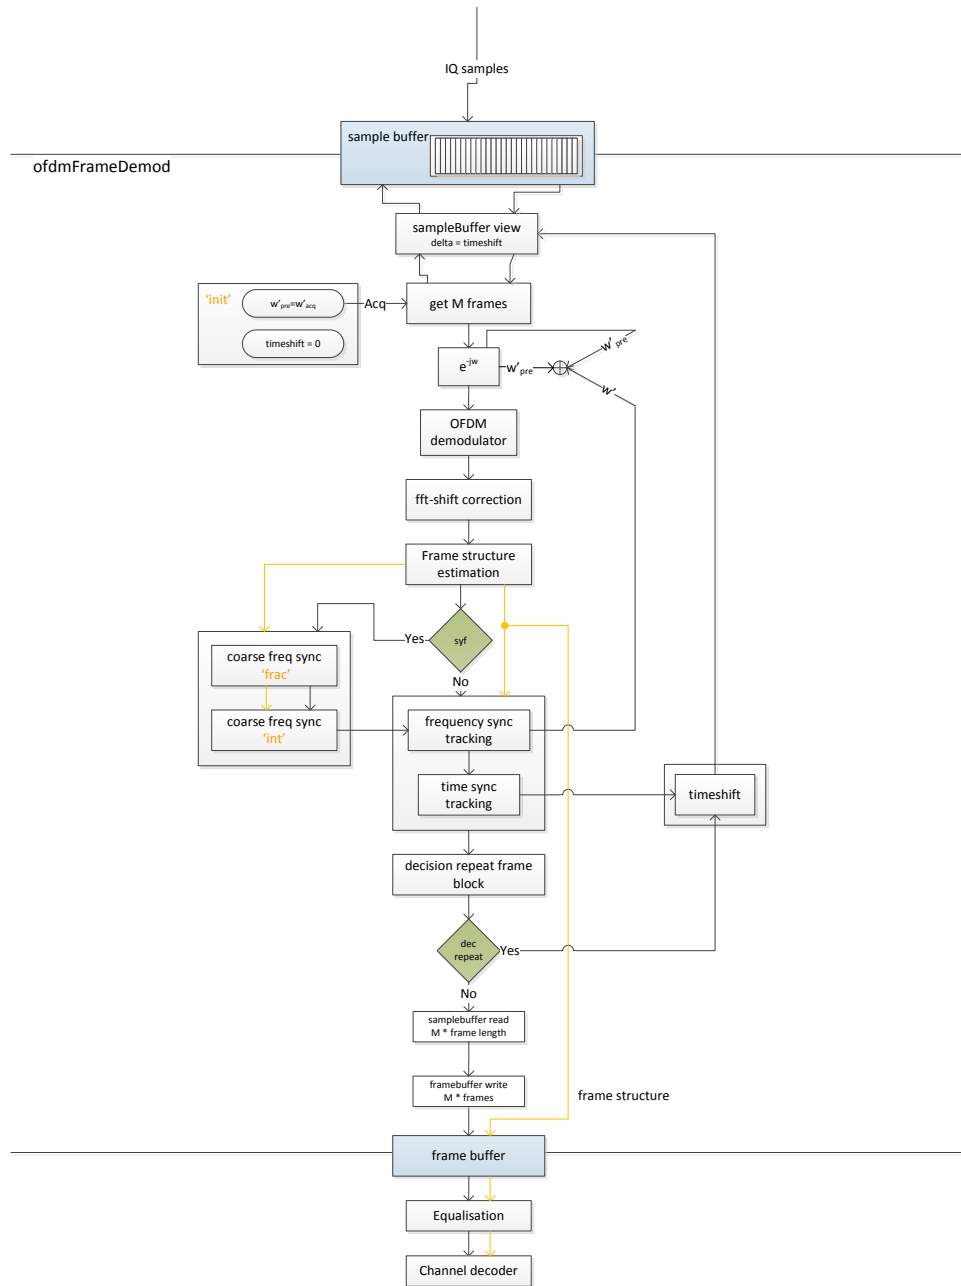 IQ samples
sample buffer
ofdmFrameDemod
sampleBuffer view
delta = timeshift
'init'
w'pre=w'acq
Acq
get M frames
timeshift = 0
e-jw
w'pre
w'pre
w'
OFDM
demodulator
fft-shift correction
Frame structure
estimation
Yes
syf
No
coarse freq sync
'frac'
coarse freq sync
'int'
frequency sync
tracking
time sync
tracking
timeshift
decision repeat frame
block
dec
repeat
Yes
No
samplebuffer read
M * frame length
framebuffer write
M * frames
frame structure
frame buffer
Equalisation
Channel decoder